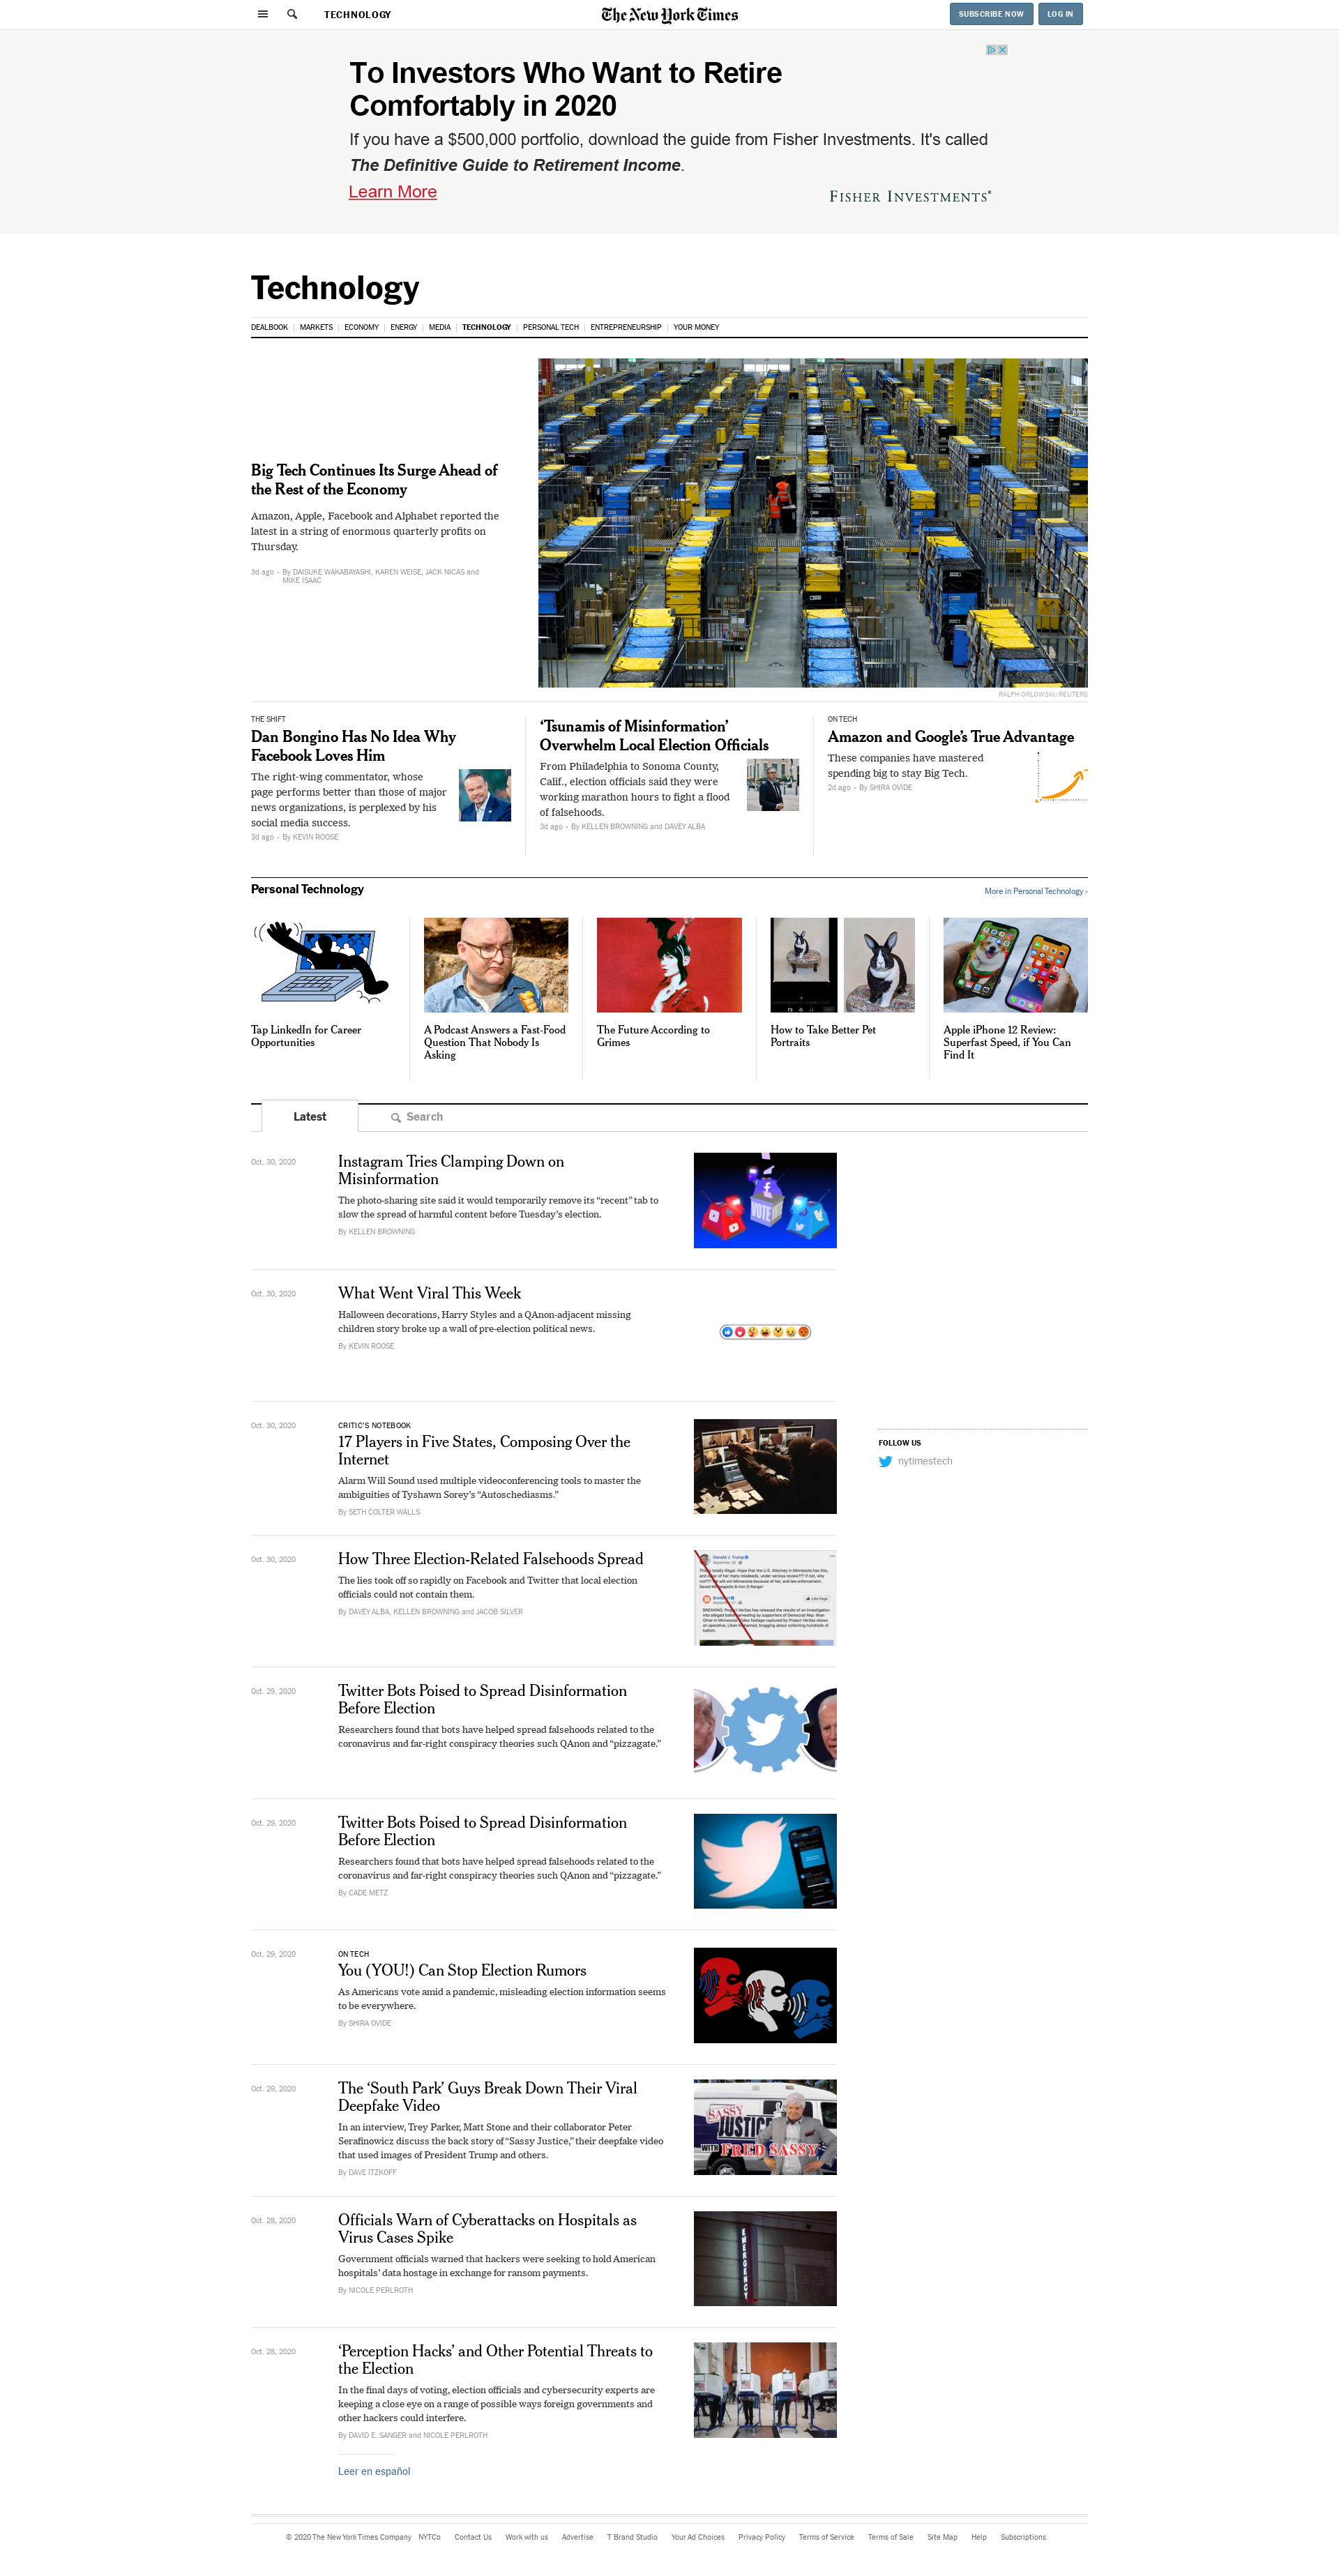 TECHNOLOGY
The New York Times
SUBSCRIBE NOW
LOG IN
To Investors Who Want to Retire
Comfortably in 2020
If you have a $500,000 portfolio, download the guide from Fisher Investments. It's called
The Definitive Guide to Retirement Income.
Learn More
FISHER INVESTMENTS®
Technology
DEALBOOK | MARKETS | ECONOMY | ENERGY | MEDIA | TECHNOLOGY | PERSONAL TECH | ENTREPRENEURSHIP | YOUR MONEY
Big Tech Continues Its Surge Ahead of
the Rest of the Economy
Amazon, Apple, Facebook and Alphabet reported the
latest in a string of enormous quarterly profits on
Thursday.
3d ago • By DAISUKE WAKABAYASHI, KAREN WEISE, JACK NICAS and
MIKE ISAAC
RALPH ORLOWSKI/REUTERS
THE SHIFT
Dan Bongino Has No Idea Why
Facebook Loves Him
The right-wing commentator, whose
page performs better than those of major
news organizations, is perplexed by his
social media success.
3d ago • By KEVIN ROOSE
‘Tsunamis of Misinformation’
Overwhelm Local Election Officials
From Philadelphia to Sonoma County,
Calif., election officials said they were
working marathon hours to fight a flood
of falsehoods.
3d ago • By KELLEN BROWNING and DAVEY ALBA
ON TECH
Amazon and Google’s True Advantage
These companies have mastered
spending big to stay Big Tech.
2d ago • By SHIRA OVIDE
Personal Technology
More in Personal Technology ›
Tap LinkedIn for Career
Opportunities
A Podcast Answers a Fast-Food
Question That Nobody Is
Asking
The Future According to
Grimes
How to Take Better Pet
Portraits
Apple iPhone 12 Review:
Superfast Speed, if You Can
Find It
Latest
Search
Oct. 30, 2020
Instagram Tries Clamping Down on
Misinformation
The photo-sharing site said it would temporarily remove its “recent” tab to
slow the spread of harmful content before Tuesday’s election.
By KELLEN BROWNING
VOTE
Oct. 30, 2020
What Went Viral This Week
Halloween decorations, Harry Styles and a QAnon-adjacent missing
children story broke up a wall of pre-election political news.
By KEVIN ROOSE
Oct. 30, 2020
CRITIC’S NOTEBOOK
17 Players in Five States, Composing Over the
Internet
Alarm Will Sound used multiple videoconferencing tools to master the
ambiguities of Tyshawn Sorey’s “Autoschediasms.”
By SETH COLTER WALLS
FOLLOW US
nytimestech
Oct. 30, 2020
How Three Election-Related Falsehoods Spread
The lies took off so rapidly on Facebook and Twitter that local election
officials could not contain them.
By DAVEY ALBA, KELLEN BROWNING and JACOB SILVER
Donald J. Trump
Like Page
Oct. 29, 2020
Twitter Bots Poised to Spread Disinformation
Before Election
Researchers found that bots have helped spread falsehoods related to the
coronavirus and far-right conspiracy theories such QAnon and “pizzagate.”
Oct. 29, 2020
Twitter Bots Poised to Spread Disinformation
Before Election
Researchers found that bots have helped spread falsehoods related to the
coronavirus and far-right conspiracy theories such QAnon and “pizzagate.”
By CADE METZ
Oct. 29, 2020
ON TECH
You (YOU!) Can Stop Election Rumors
As Americans vote amid a pandemic, misleading election information seems
to be everywhere.
By SHIRA OVIDE
Oct. 29, 2020
The ‘South Park’ Guys Break Down Their Viral
Deepfake Video
In an interview, Trey Parker, Matt Stone and their collaborator Peter
Serafinowicz discuss the back story of “Sassy Justice,” their deepfake video
that used images of President Trump and others.
By DAVE ITZKOFF
SASSY
JUSTICE
WITH FRED SASSY
Oct. 28, 2020
Officials Warn of Cyberattacks on Hospitals as
Virus Cases Spike
Government officials warned that hackers were seeking to hold American
hospitals’ data hostage in exchange for ransom payments.
By NICOLE PERLROTH
EMERGENCY
Oct. 28, 2020
‘Perception Hacks’ and Other Potential Threats to
the Election
In the final days of voting, election officials and cybersecurity experts are
keeping a close eye on a range of possible ways foreign governments and
other hackers could interfere.
By DAVID E. SANGER and NICOLE PERLROTH
Leer en español
© 2020 The New York Times Company NYTCo Contact Us Work with us Advertise T Brand Studio Your Ad Choices Privacy Policy Terms of Service Terms of Sale Site Map Help Subscriptions